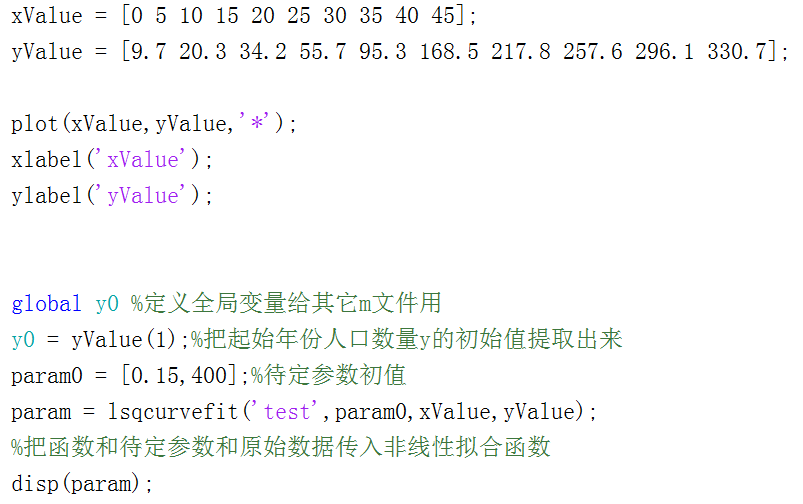 xValue = [0 5 10 15 20 25 30 35 40 45];
yValue = [9.7 20.3 34.2 55.7 95.3 168.5 217.8 257.6 296.1 330.7];
plot(xValue,yValue,'*');
xlabel('xValue');
ylabel('yValue');
global y0 %定义全局变量给其它m文件用
y0 = yValue(1);%把起始年份人口数量y的初始值提取出来
param0 = [0.15,400];%待定参数初值
param = lsqcurvefit('test',param0,xValue,yValue);
%把函数和待定参数和原始数据传入非线性拟合函数
disp(param);